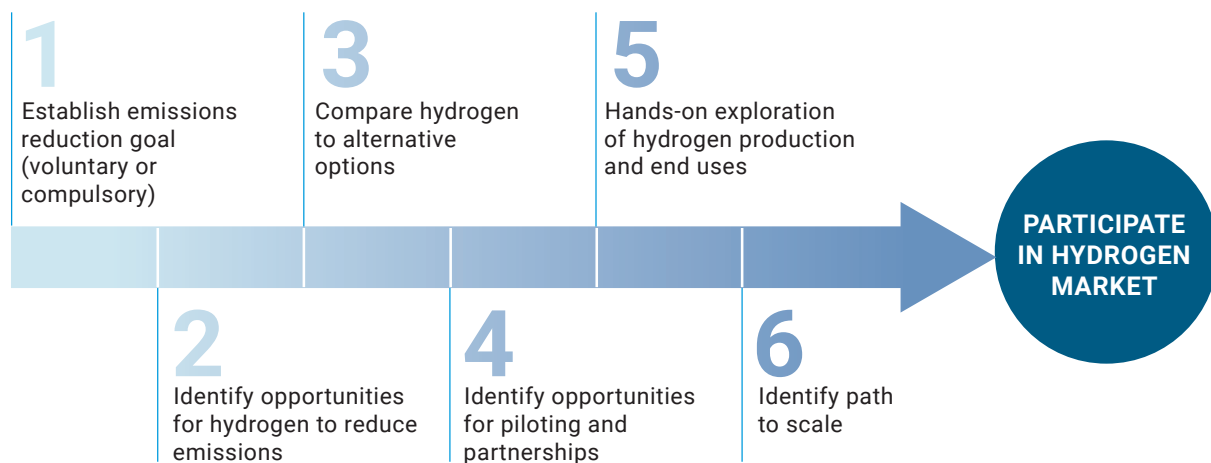 1
Establish emissions
reduction goal
(voluntary or
compulsory)
2
Identify opportunities
for hydrogen to reduce
emissions
3
Compare hydrogen
to alternative
options
4
Identify opportunities
for piloting and
partnerships
5
Hands-on exploration
of hydrogen production
and end uses
6
Identify path
to scale
PARTICIPATE
IN HYDROGEN
MARKET